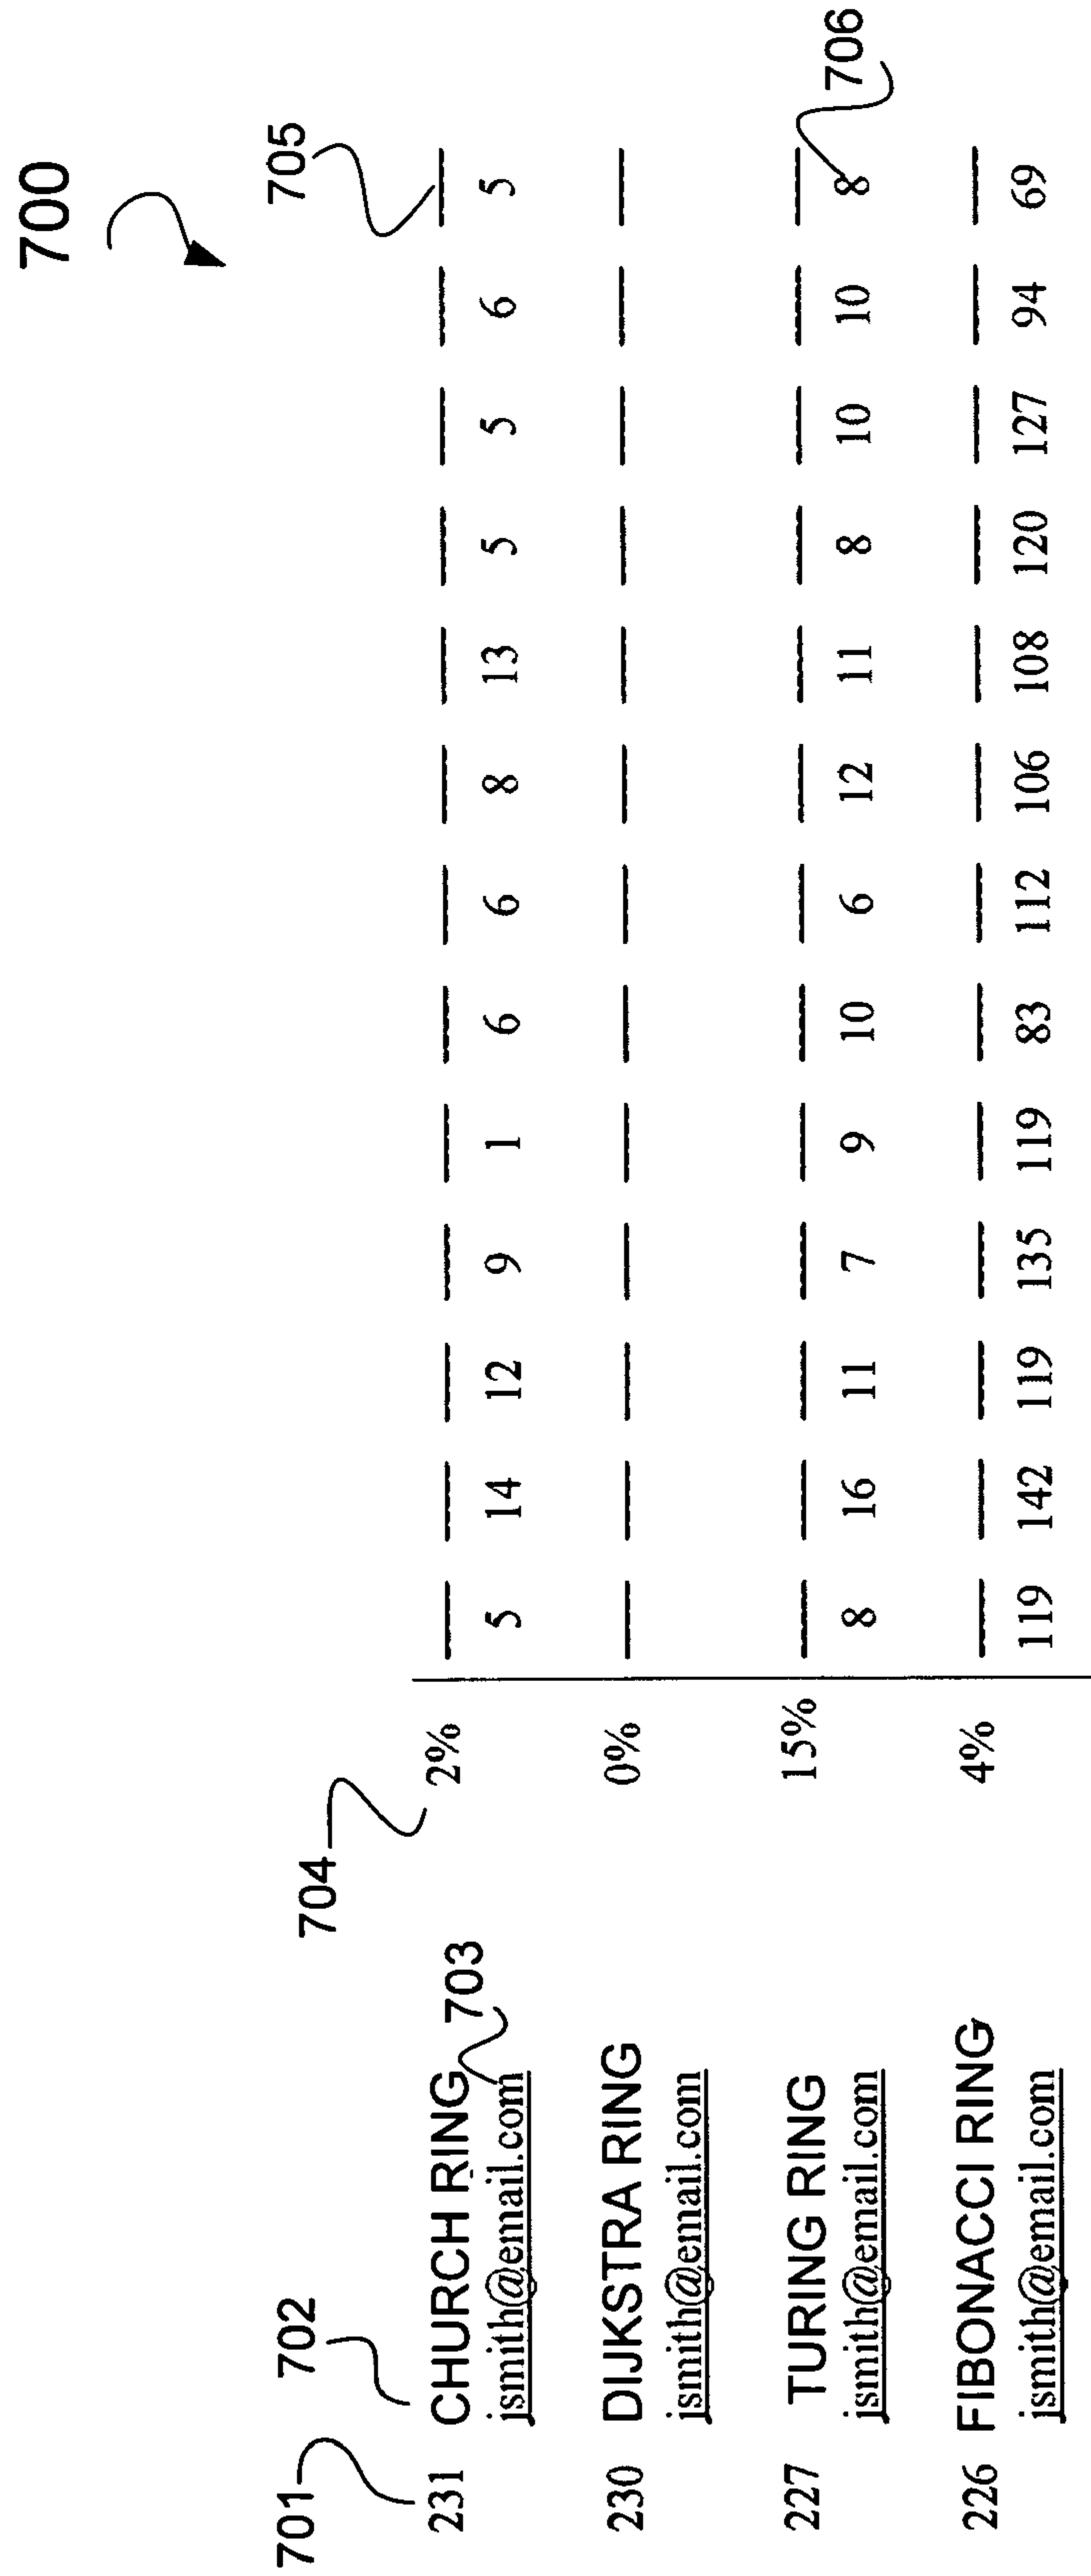 700
701 702 703 704 705 706
231 CHURCH RING 2%
jsmith@email.com 5 14 12 9 1 6 6 8 13 5 5 6 5
230 DIJKSTRA RING 0%
jsmith@email.com
227 TURING RING 15%
jsmith@email.com 8 16 11 7 9 10 6 12 11 8 10 10 8
226 FIBONACCI RING 4%
jsmith@email.com 119 142 119 135 119 83 112 106 108 120 127 94 69